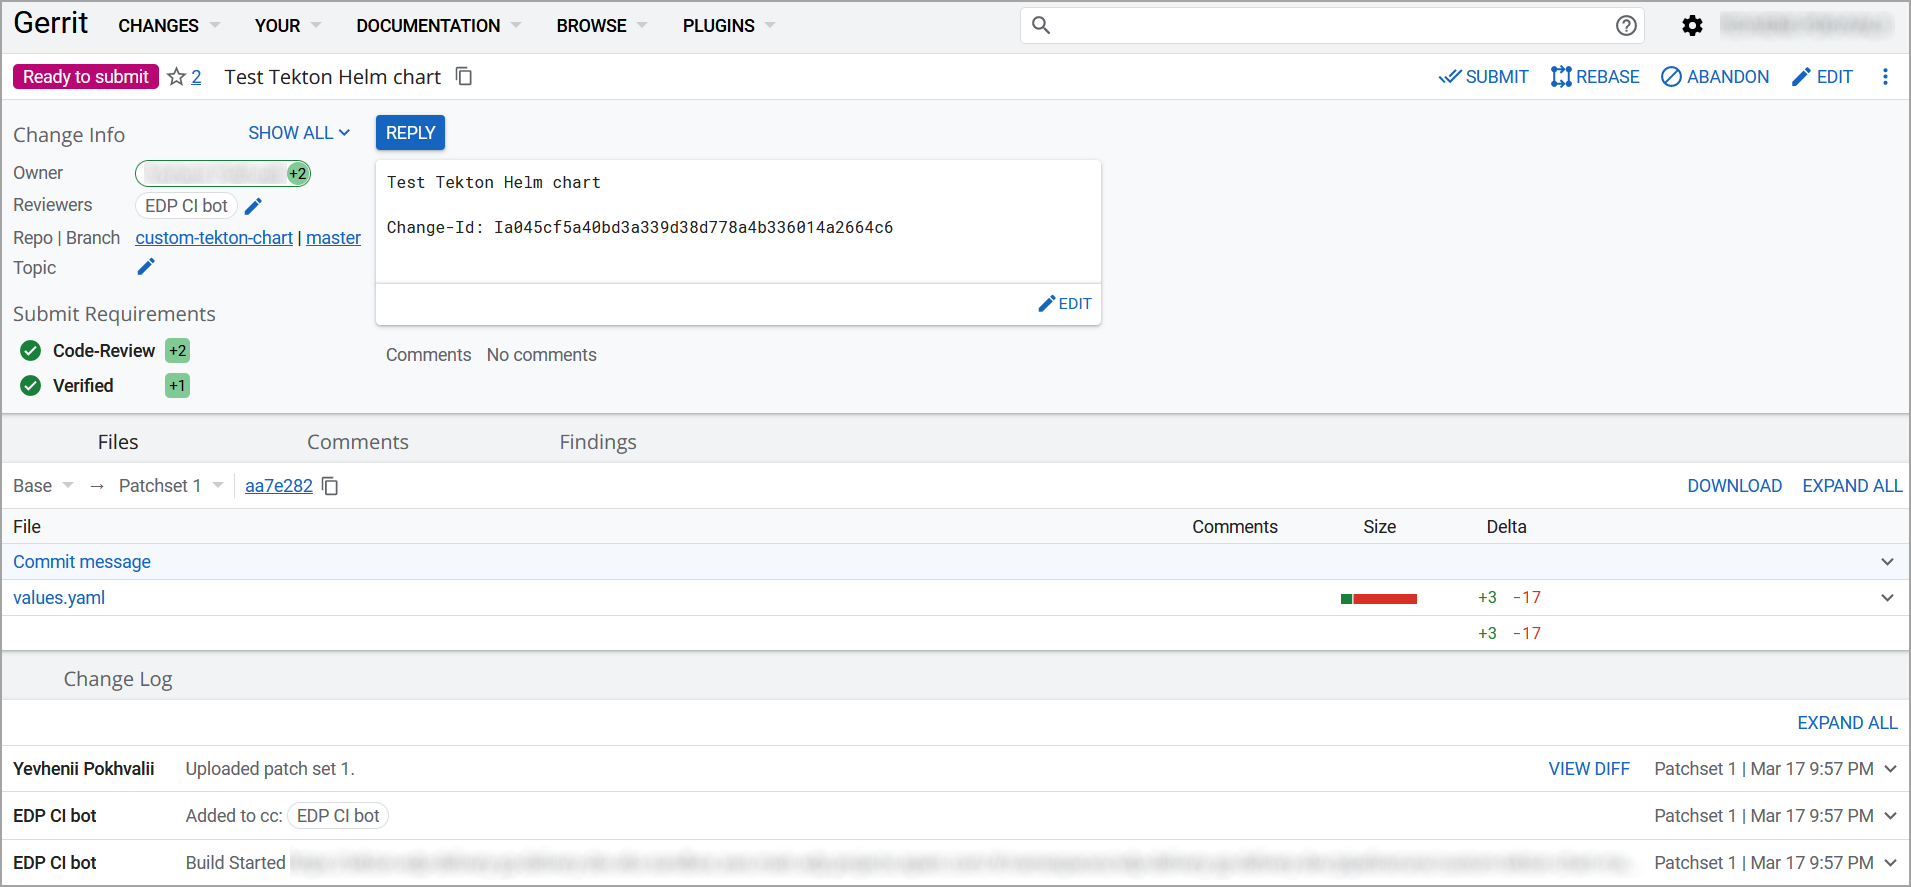 Gerrit CHANGES YOUR DOCUMENTATION BROWSE PLUGINS
Ready to submit 2 Test Tekton Helm chart SUBMIT REBASE ABANDON EDIT
Change Info SHOW ALL REPLY
Owner +2
Reviewers EDP CI bot
Repo | Branch custom-tekton-chart | master
Topic
Test Tekton Helm chart
Change-Id: Ia045cf5a40bd3a339d38d778a4b336014a2664c6
EDIT
Submit Requirements
Code-Review +2
Verified +1
Comments No comments
Files Comments Findings
Base → Patchset 1 aa7e282 DOWNLOAD EXPAND ALL
File Comments Size Delta
Commit message
values.yaml +3 -17
+3 -17
Change Log
EXPAND ALL
Yevhenii Pokhvalii Uploaded patch set 1. VIEW DIFF Patchset 1 | Mar 17 9:57 PM
EDP CI bot Added to cc: EDP CI bot Patchset 1 | Mar 17 9:57 PM
EDP CI bot Build Started Patchset 1 | Mar 17 9:57 PM